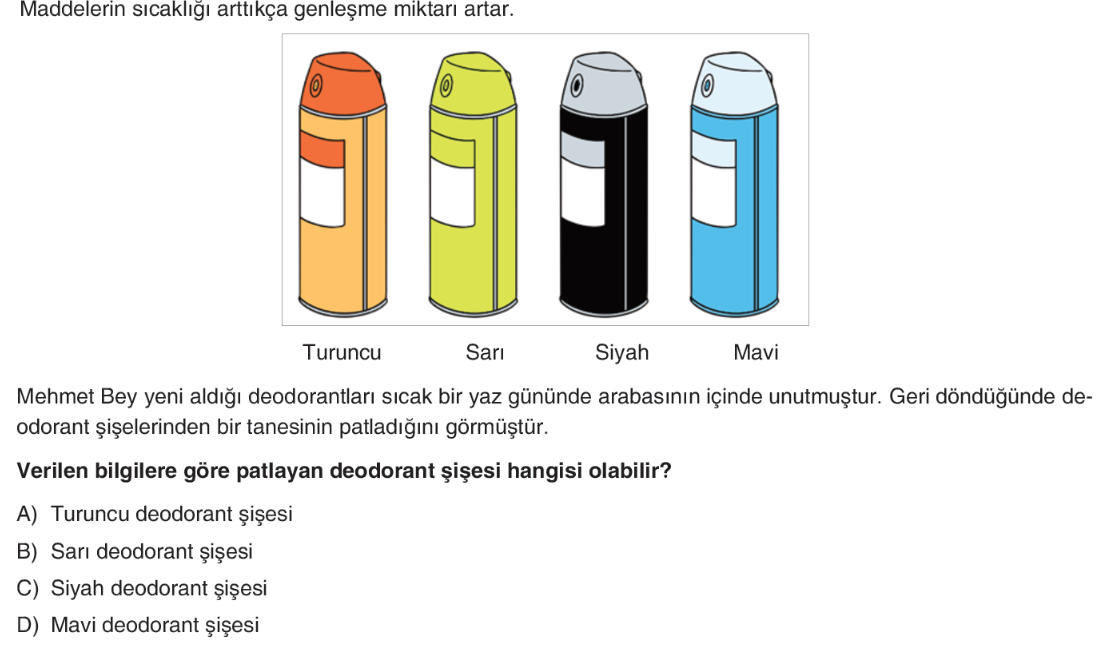 Maddelerin sıcaklığı arttıkça genleşme miktarı artar.
Turuncu Sarı Siyah Mavi
Mehmet Bey yeni aldığı deodorantları sıcak bir yaz gününde arabasının içinde unutmuştur. Geri döndüğünde de-
odorant şişelerinden bir tanesinin patladığını görmüştür.
Verilen bilgilere göre patlayan deodorant şişesi hangisi olabilir?
A) Turuncu deodorant şişesi
B) Sarı deodorant şişesi
C) Siyah deodorant şişesi
D) Mavi deodorant şişesi